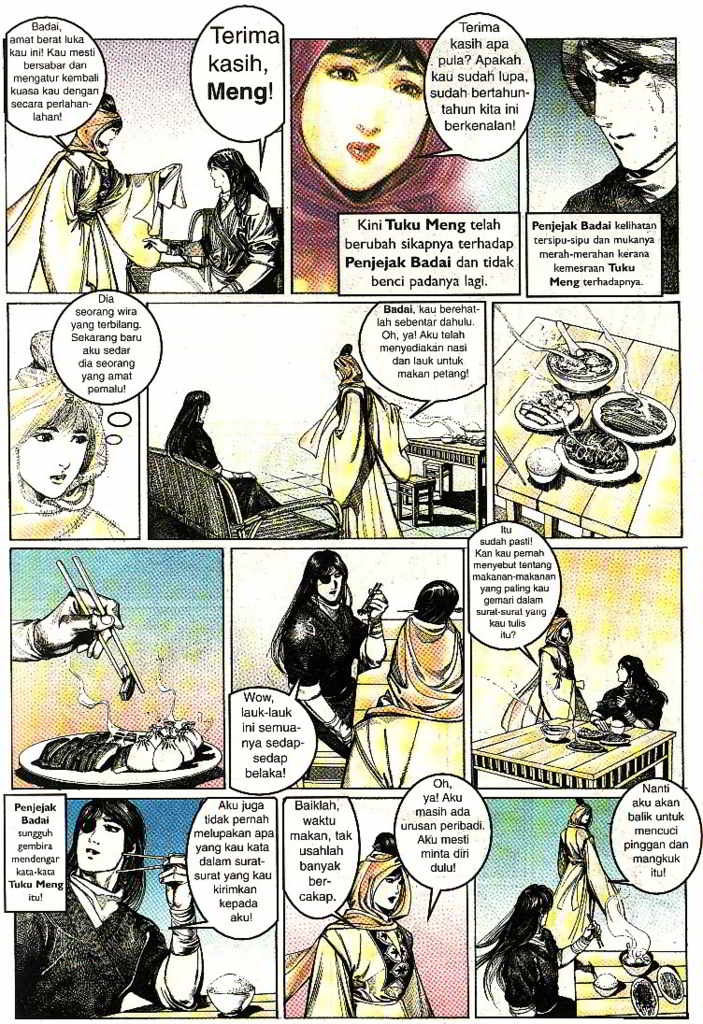 Badai,
amat berat luka
kau ini! Kau mesti
bersabar dan
mengatur kembali
kuasa kau dengan
secara perlahan-
lahan!
Terima
kasih,
Meng!
Terima
kasih apa
pula? Apakah
kau sudah lupa,
sudah bertahun-
tahun kita ini
berkenalan!
Kini Tuku Meng telah
berubah sikapnya terhadap
Penjejak Badai dan tidak
benci padanya lagi.
Penjejak Badai kelihatan
tersipu-sipu dan mukanya
merah-merahan kerana
kemesraan Tuku
Meng terhadapnya.
Dia
seorang wira
yang terbilang.
Sekarang baru
aku sedar
dia seorang
yang amat
pemalu!
Badai, kau berehat-
lah sebentar dahulu.
Oh, ya! Aku telah
menyediakan nasi
dan lauk untuk
makan petang!
Wow,
lauk-lauk
ini semua-
nya sedap-
sedap
belaka!
Itu
sudah pasti!
Kan kau pernah
menyebut tentang
makanan-makanan
yang paling kau
gemari dalam
surat-surat yang
kau tulis
itu?
Penjejak
Badai
sungguh
gembira
mendengar
kata-kata
Tuku Meng
itu!
Aku juga
tidak pernah
melupakan apa
yang kau kata
dalam surat-
surat yang kau
kirimkan
kepada
aku!
Baiklah,
waktu
makan, tak
usahlah
banyak
ber-
cakap.
Oh,
ya! Aku
masih ada
urusan peribadi.
Aku mesti
minta diri
dulu!
Nanti
aku akan
balik untuk
mencuci
pinggan dan
mangkuk
itu!